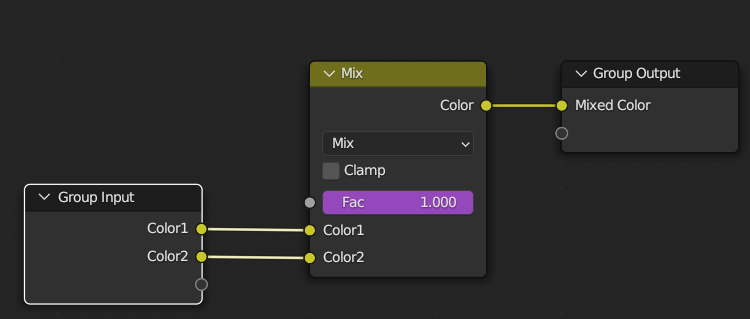 Mix
Group Output
Color
Mixed Color
Mix
Clamp
Fac 1.000
Group Input
Color1
Color2
Color1
Color2